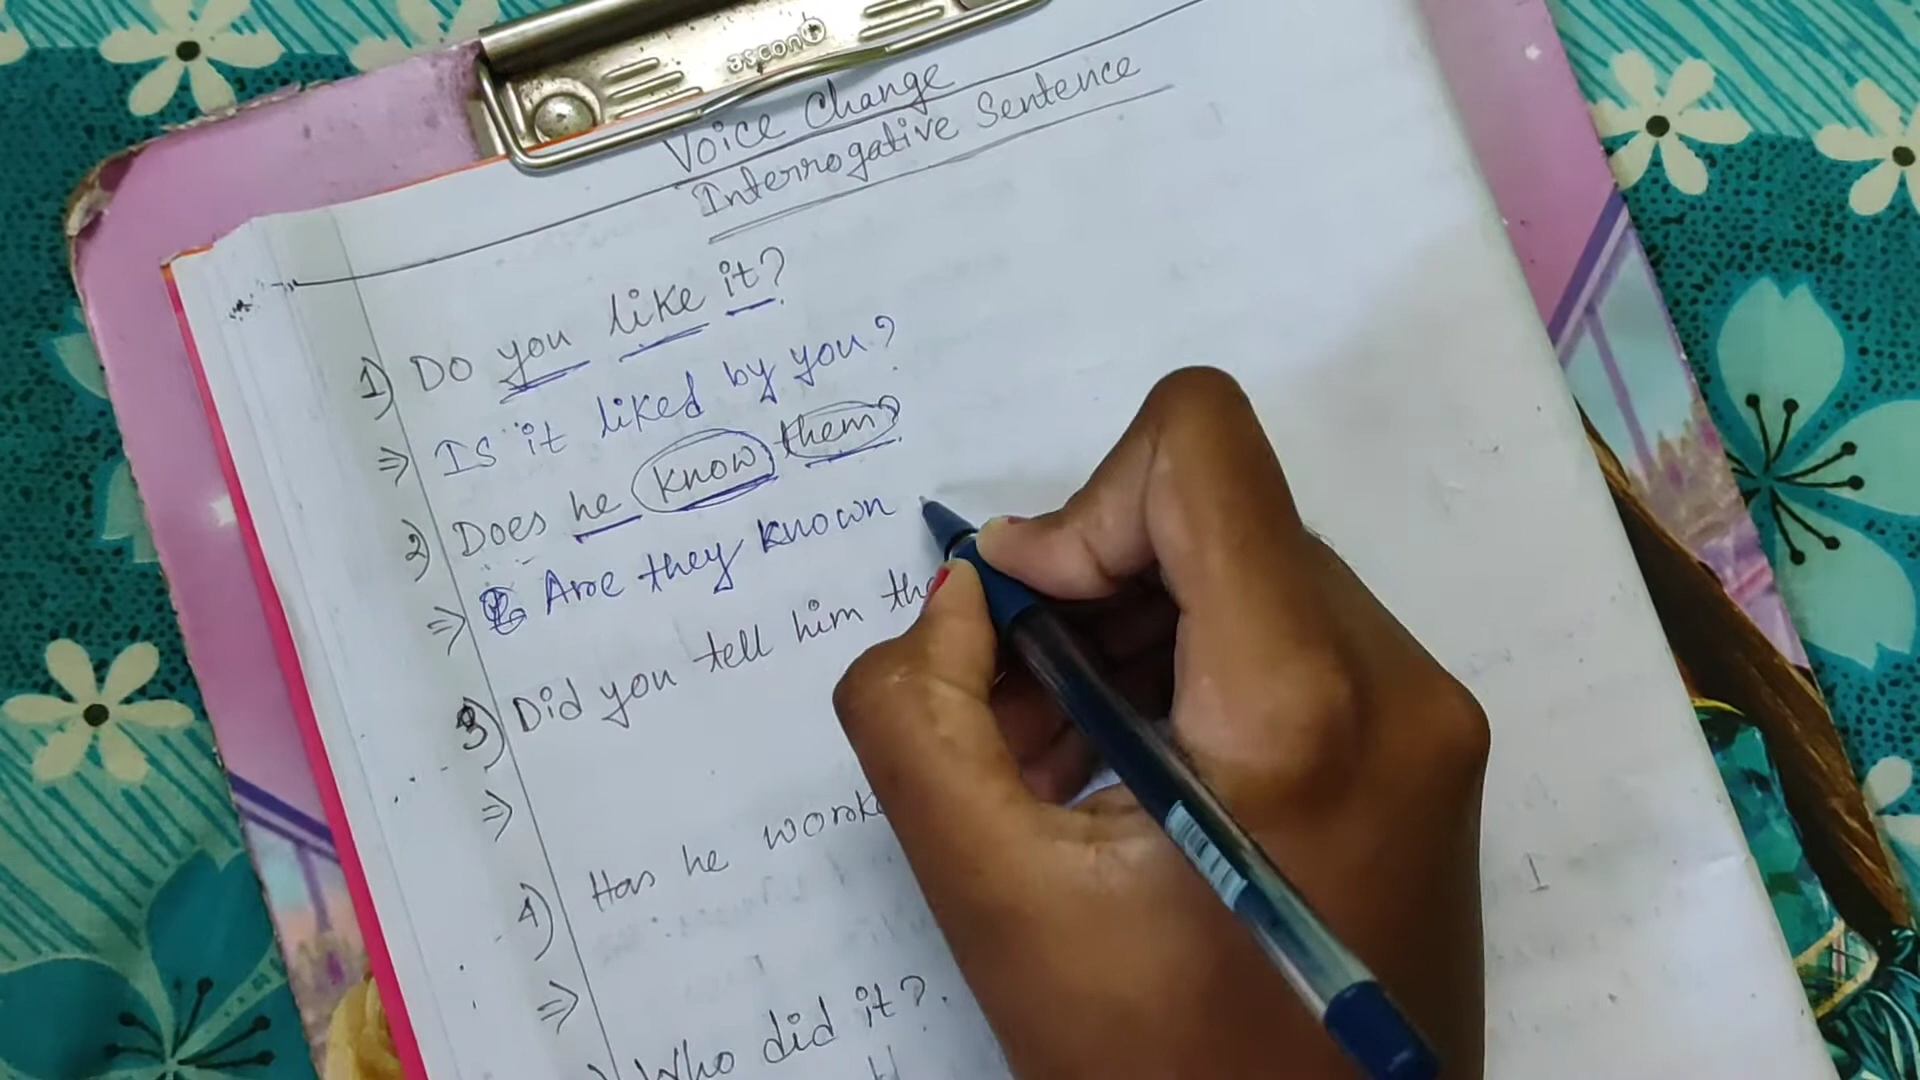 ascon
Voice Change
Interrogative Sentence
1) Do you like it?
⇒ Is it liked by you?
2) Does he know them?
⇒ Are they known
3) Did you tell him
⇒
4) Has he
⇒
Who did it?